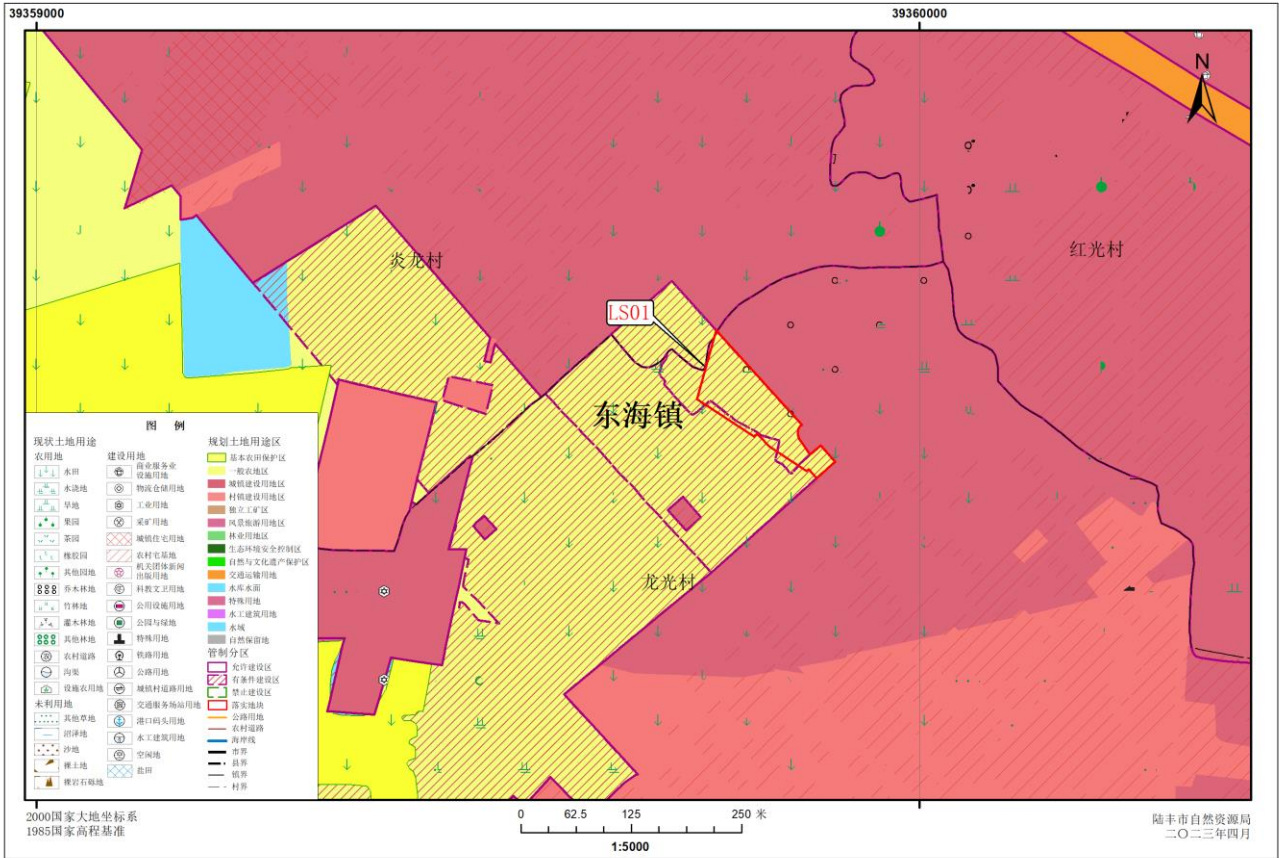 39359000
39360000
N
炎龙村
红光村
LS01
东海镇
龙光村
图 例
现状土地用途
农用地
水田
水浇地
旱地
果园
茶园
橡胶园
其他园地
乔木林地
竹林地
灌木林地
其他林地
农村道路
沟渠
设施农用地
未利用地
其他草地
沼泽地
沙地
裸土地
裸岩石砾地
建设用地
商业服务业
设施用地
物流仓储用地
工业用地
采矿用地
城镇住宅用地
农村宅基地
机关团体新闻
出版用地
科教文卫用地
公用设施用地
公园与绿地
特殊用地
铁路用地
公路用地
城镇村道路用地
交通服务场站用地
港口码头用地
水工建筑用地
空闲地
盐田
规划土地用途区
基本农田保护区
一般农地区
城镇建设用地区
村镇建设用地区
独立工矿区
风景旅游用地区
林业用地区
生态环境安全控制区
自然与文化遗产保护区
交通运输用地
水库水面
特殊用地
水工建筑用地
水域
自然保留地
管制分区
允许建设区
有条件建设区
禁止建设区
落实地块
公路用地
农村道路
海岸线
市界
县界
镇界
村界
2000国家大地坐标系
1985国家高程基准
0 62.5 125 250 米
1:5000
陆丰市自然资源局
二〇二三年四月